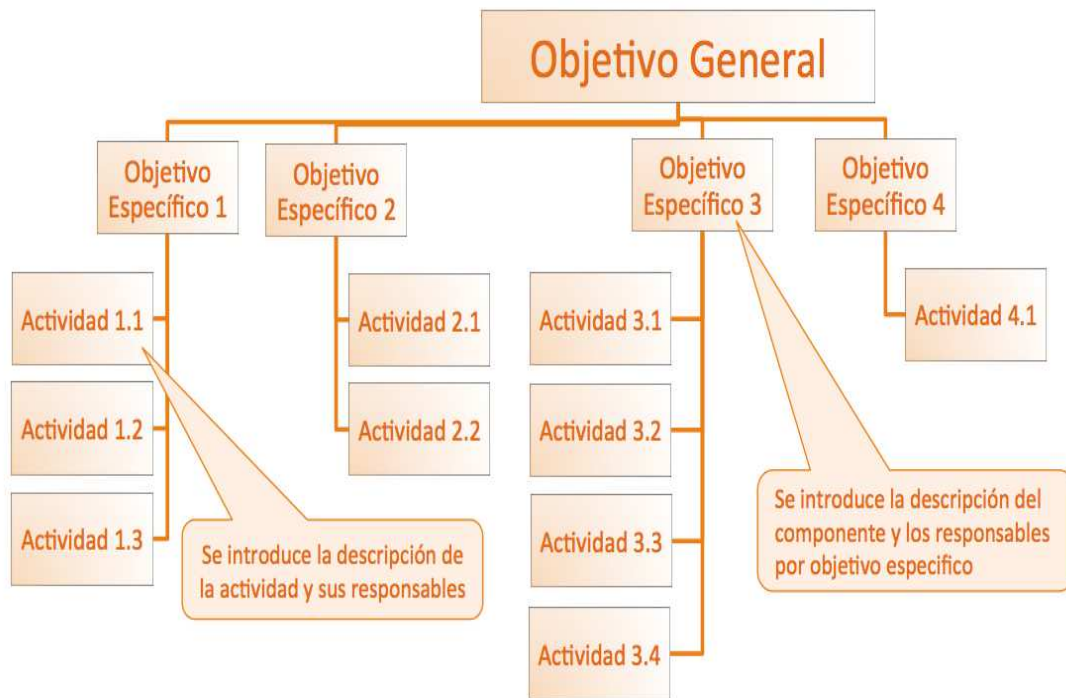 Objetivo General
Objetivo
Específico 1
Objetivo
Específico 2
Objetivo
Específico 3
Objetivo
Específico 4
Actividad 1.1
Actividad 1.2
Actividad 1.3
Actividad 2.1
Actividad 2.2
Actividad 3.1
Actividad 3.2
Actividad 3.3
Actividad 3.4
Actividad 4.1
Se introduce la descripción de
la actividad y sus responsables
Se introduce la descripción del
componente y los responsables
por objetivo especifico